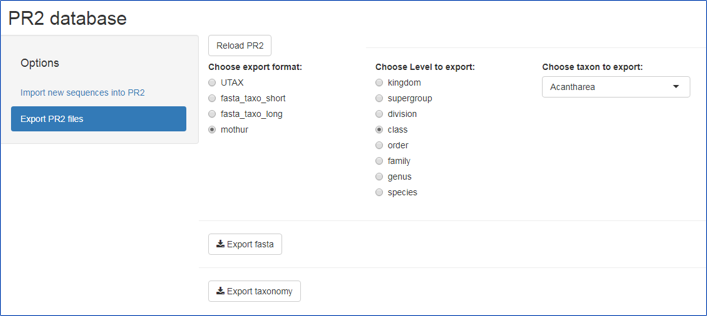 PR2 database
Options
Import new sequences into PR2
Export PR2 files
Reload PR2
Choose export format:
UTAX
fasta_taxo_short
fasta_taxo_long
mothur
Choose Level to export:
kingdom
supergroup
division
class
order
family
genus
species
Choose taxon to export:
Acantharea
Export fasta
Export taxonomy